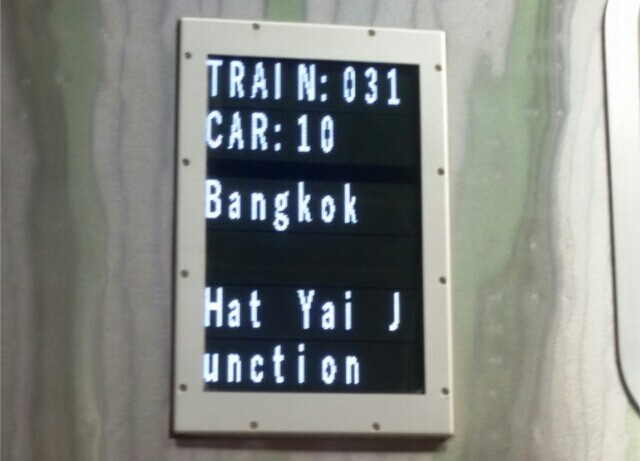 TRAIN: 031
CAR: 10
Bangkok
Hat Yai J
unction